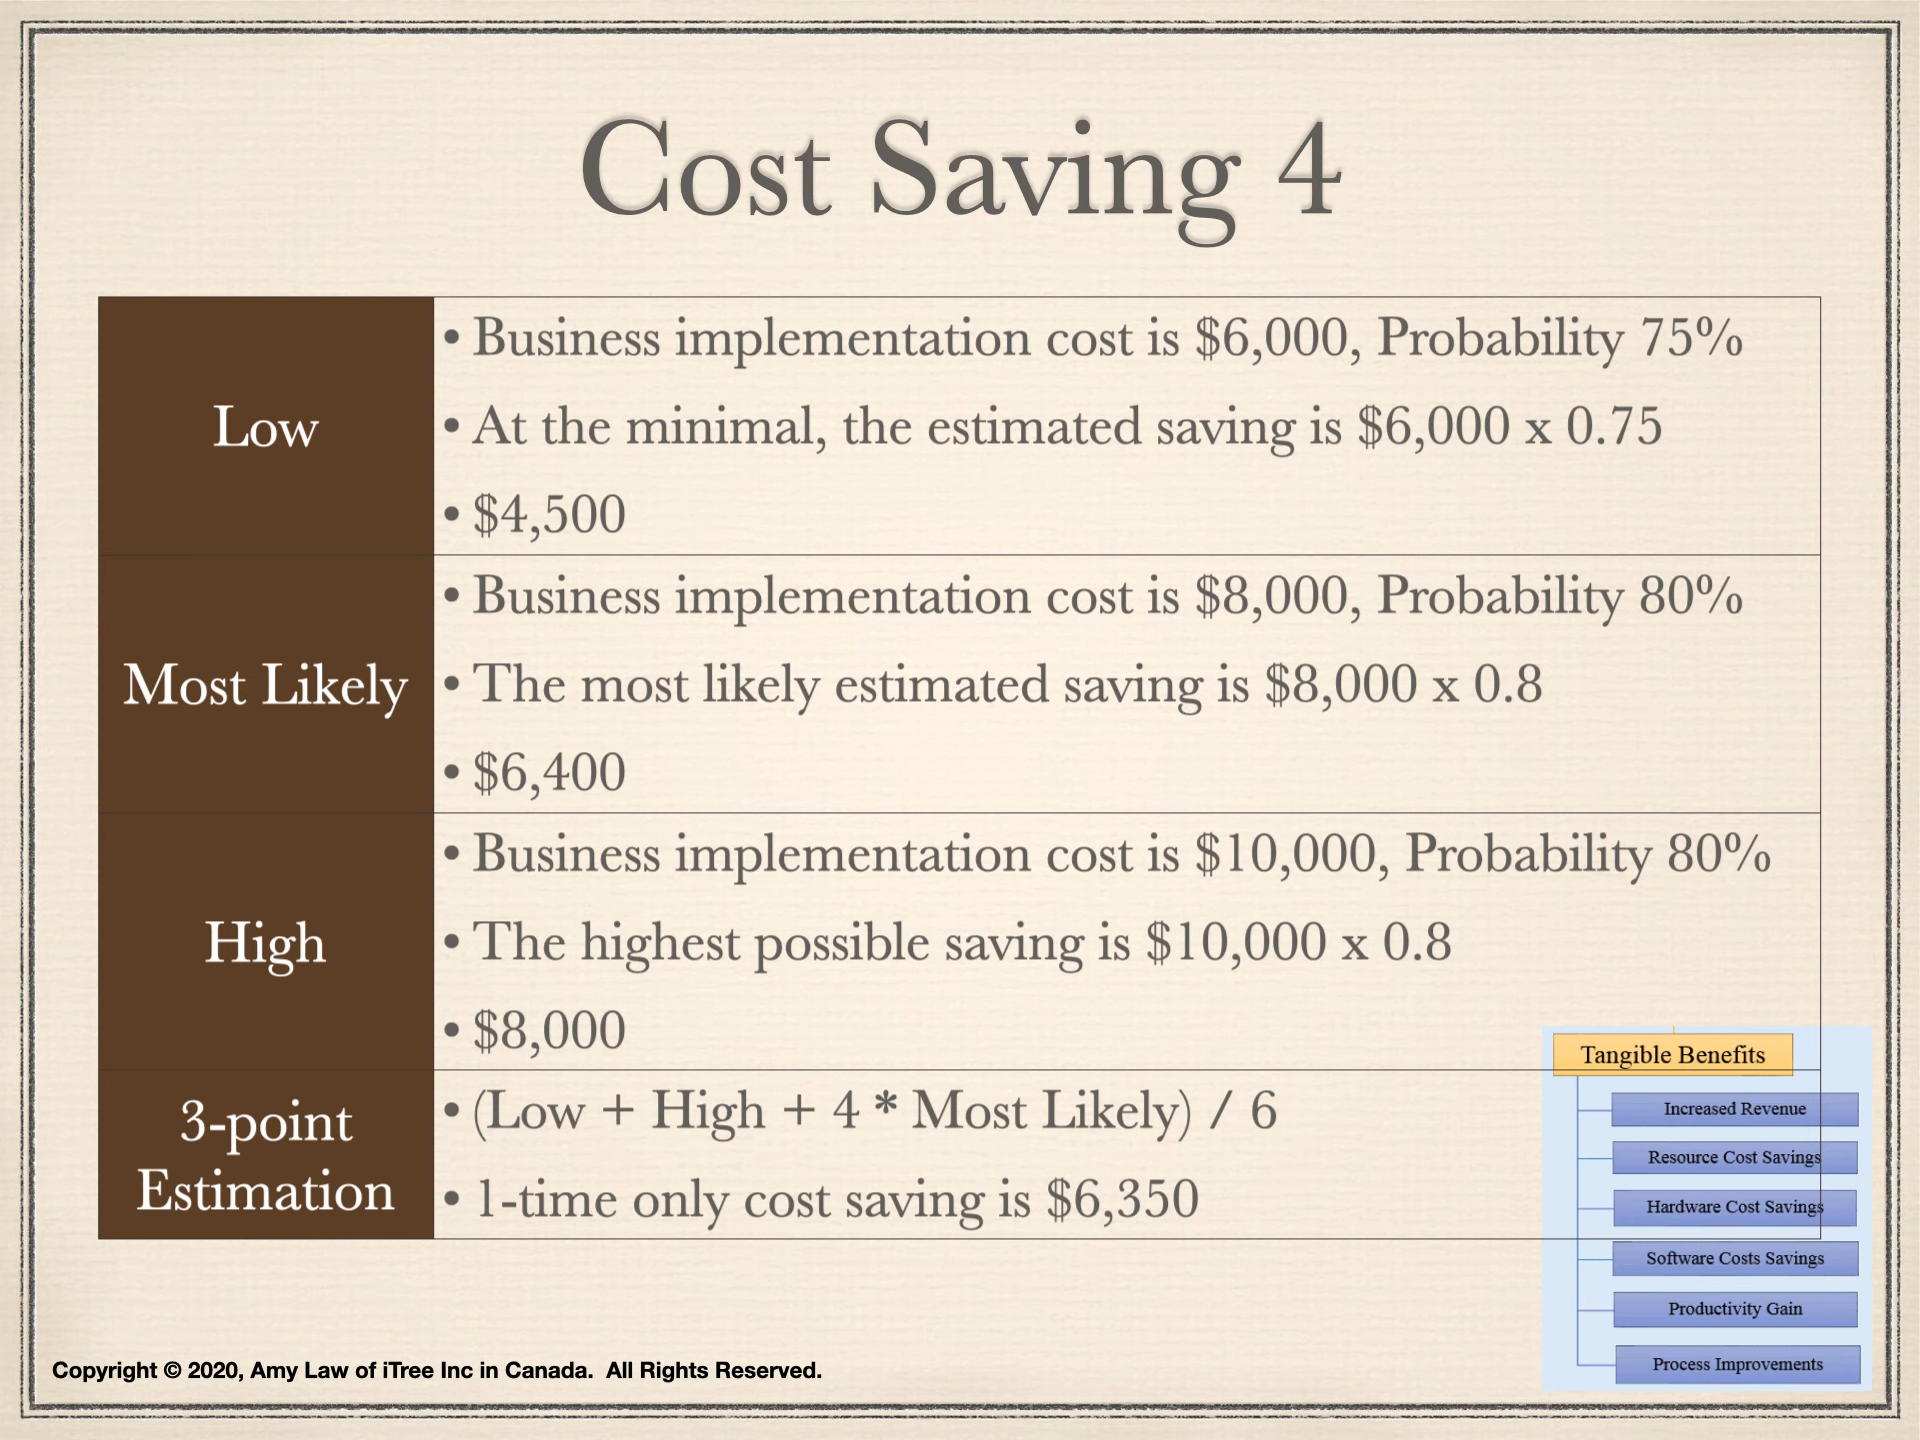 Cost Saving 4
Low
• Business implementation cost is $6,000, Probability 75%
• At the minimal, the estimated saving is $6,000 x 0.75
• $4,500
Most Likely
• Business implementation cost is $8,000, Probability 80%
• The most likely estimated saving is $8,000 x 0.8
• $6,400
High
• Business implementation cost is $10,000, Probability 80%
• The highest possible saving is $10,000 x 0.8
• $8,000
3-point
Estimation
• (Low + High + 4 * Most Likely) / 6
• 1-time only cost saving is $6,350
Tangible Benefits
Increased Revenue
Resource Cost Savings
Hardware Cost Savings
Software Costs Savings
Productivity Gain
Process Improvements
Copyright © 2020, Amy Law of iTree Inc in Canada.  All Rights Reserved.